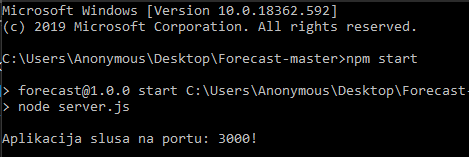 Microsoft Windows [Version 10.0.18362.592]
(c) 2019 Microsoft Corporation. All rights reserved.
C:\Users\Anonymous\Desktop\Forecast-master>npm start
> forecast@1.0.0 start C:\Users\Anonymous\Desktop\Forecast-
> node server.js
Aplikacija slusa na portu: 3000!